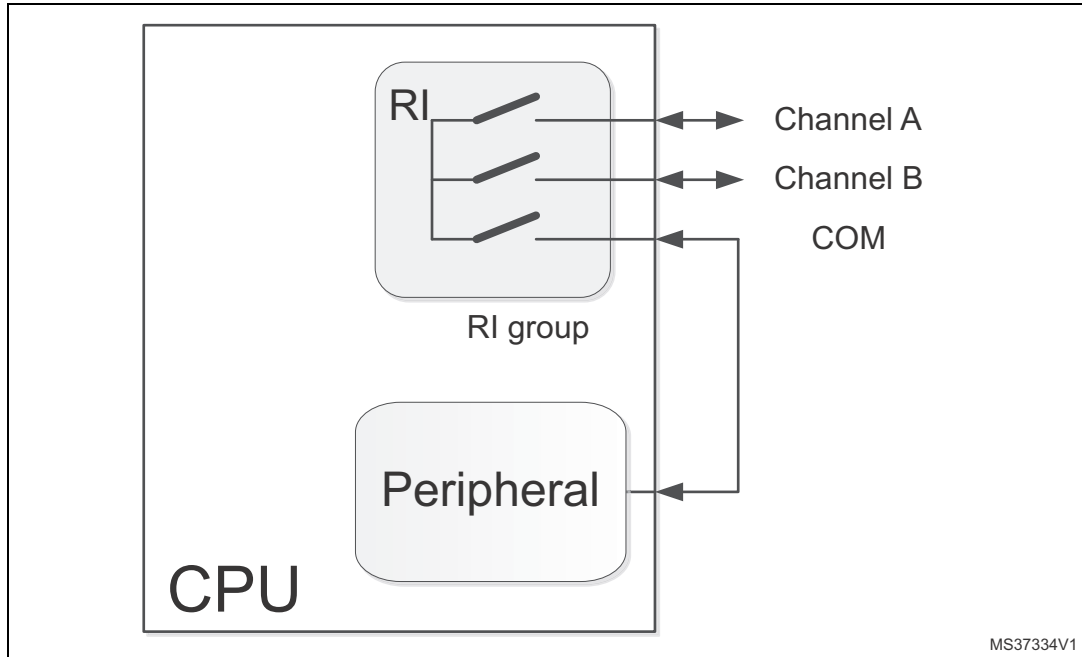 RI
Channel A
Channel B
COM
RI group
Peripheral
CPU
MS37334V1